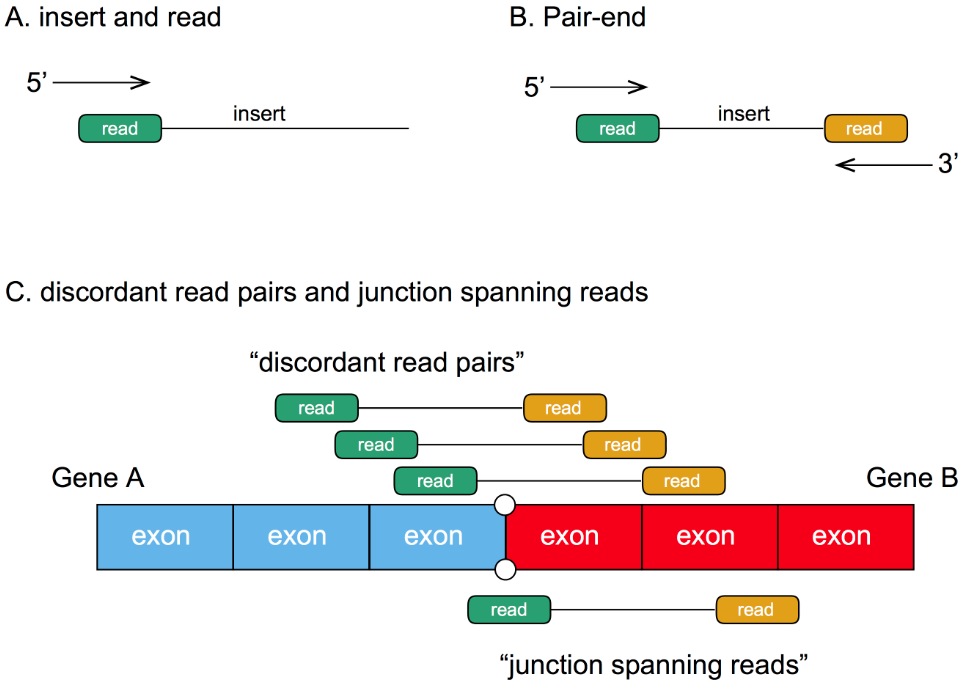 A. insert and read
B. Pair-end
5’
insert
read
5’
insert
read
read
3’
C. discordant read pairs and junction spanning reads
“discordant read pairs”
read
read
read
read
read
read
Gene A
Gene B
exon
exon
exon
exon
exon
exon
read
read
“junction spanning reads”